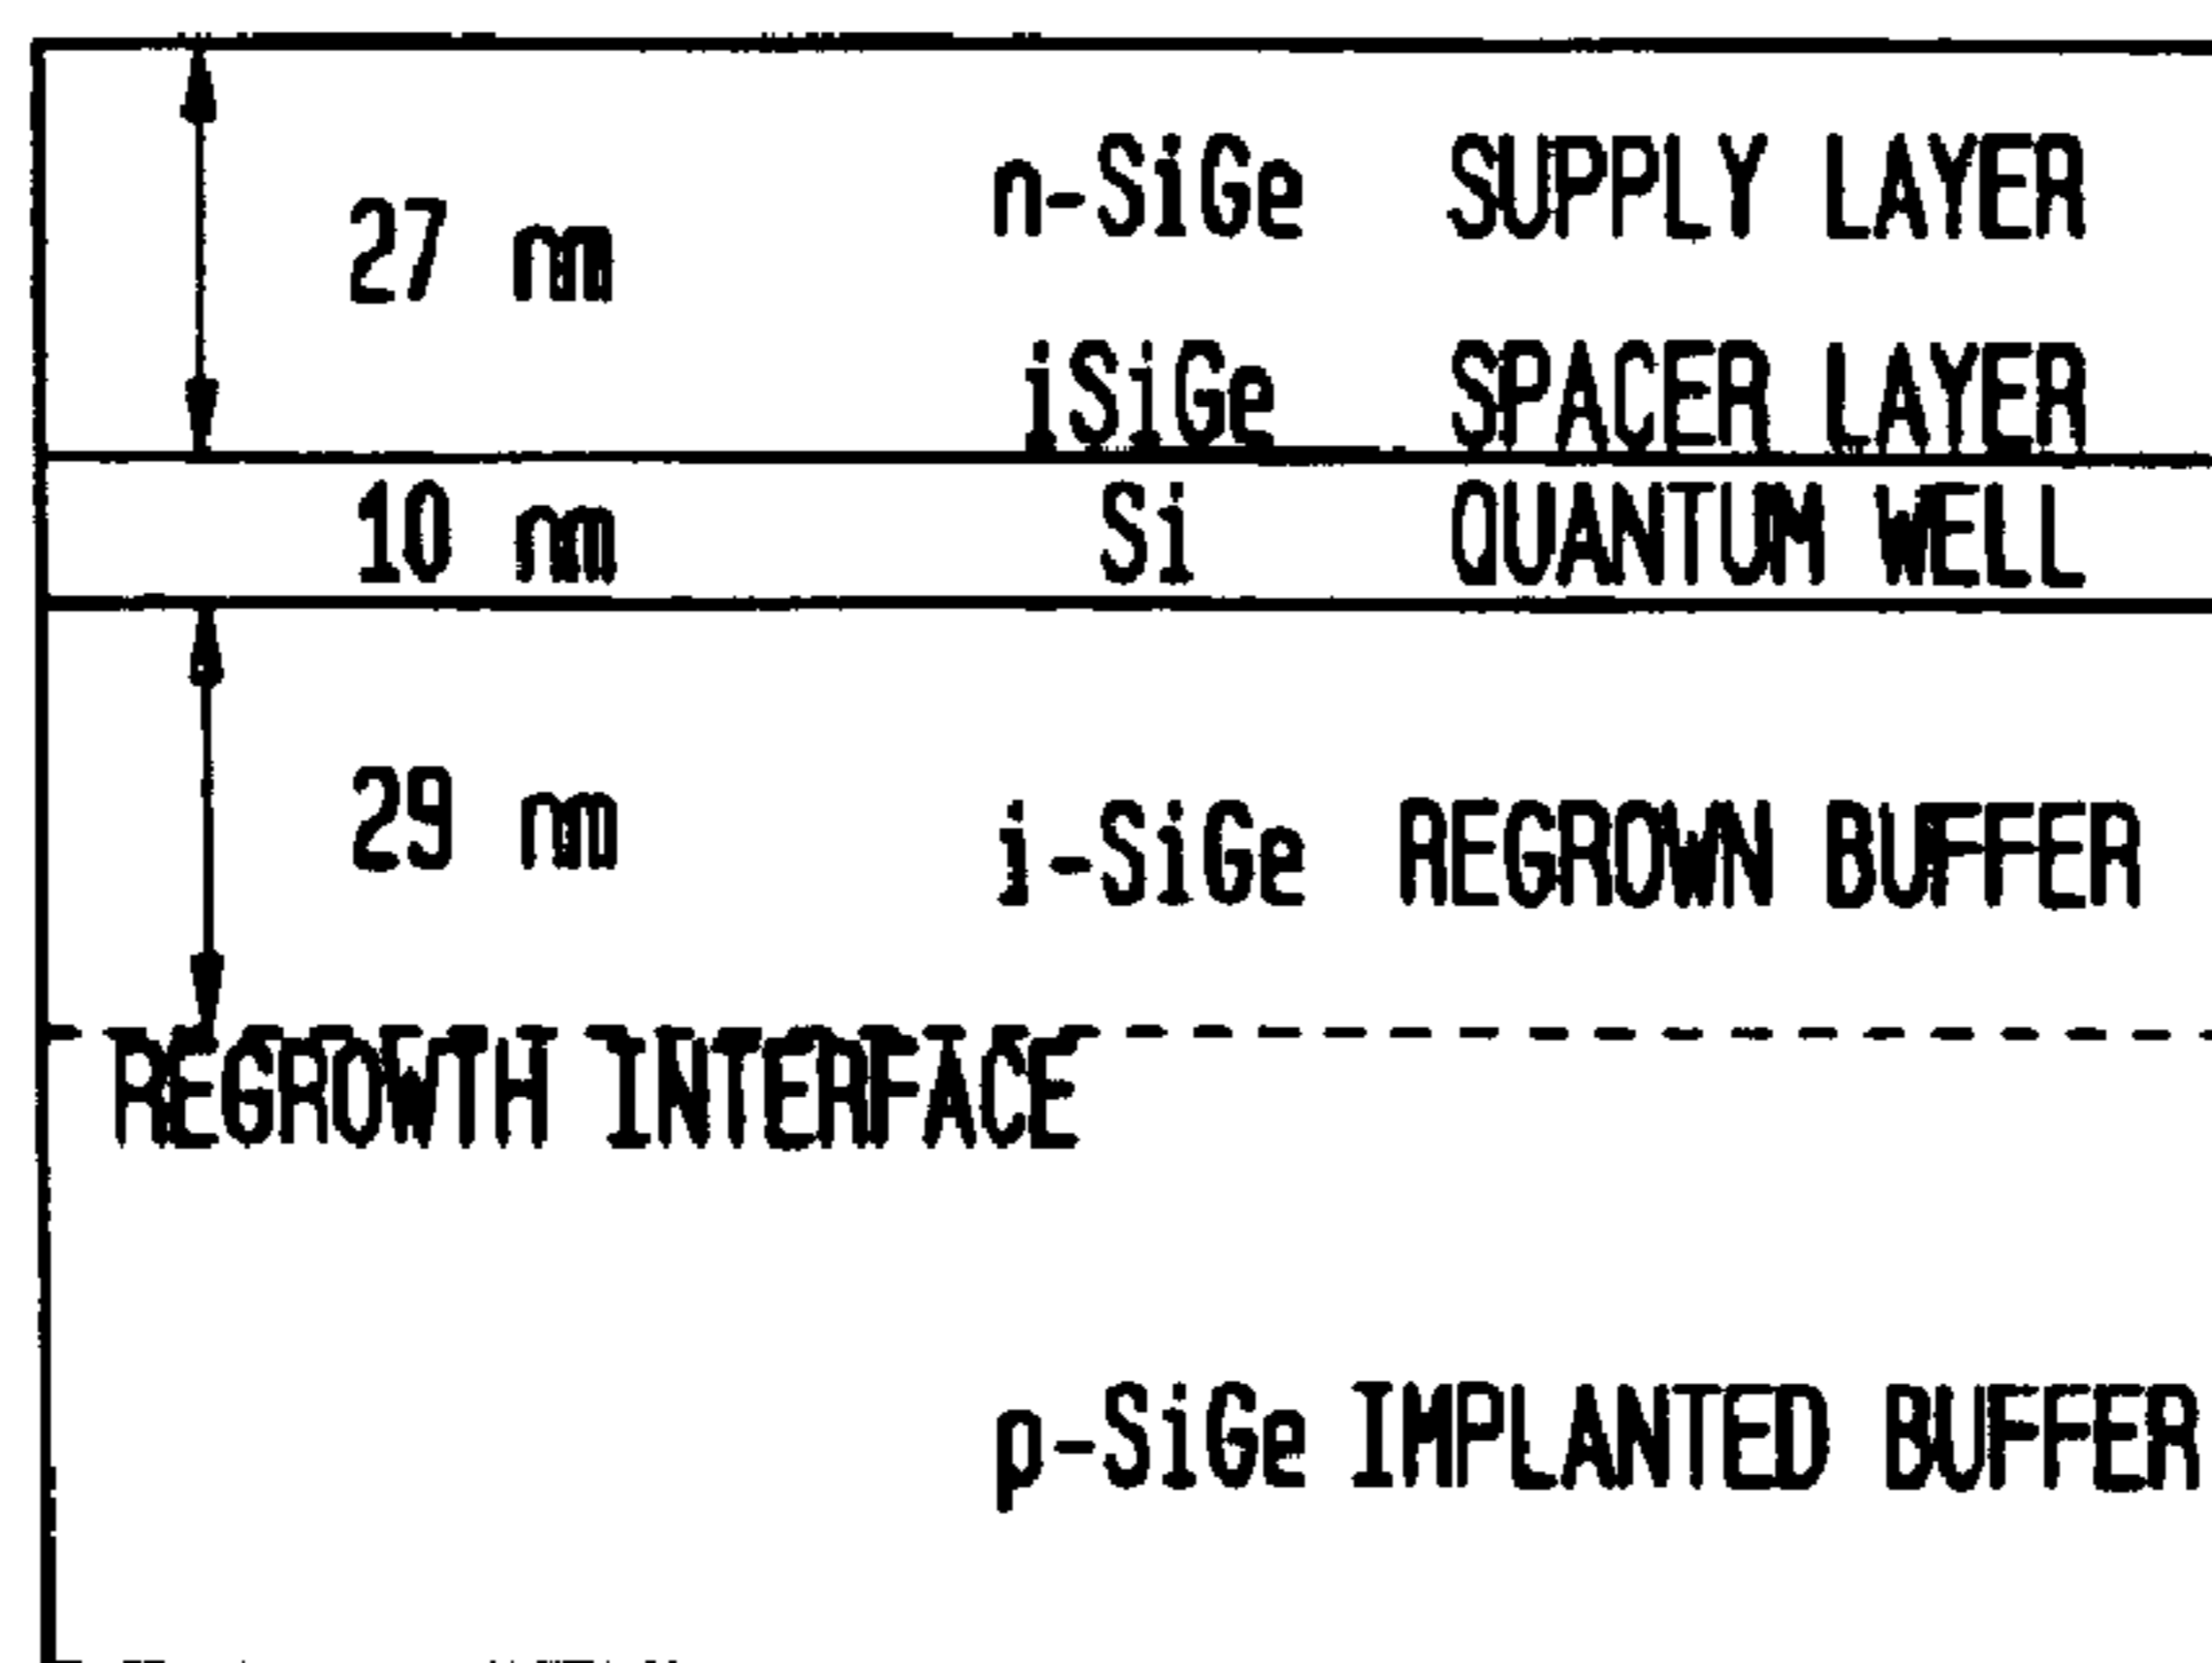 n-SiGe SUPPLY LAYER
27 nm
iSiGe SPACER LAYER
10 nm Si QUANTUM WELL
29 nm i-SiGe REGROWN BUFFER
REGROWTH INTERFACE
p-SiGe IMPLANTED BUFFER